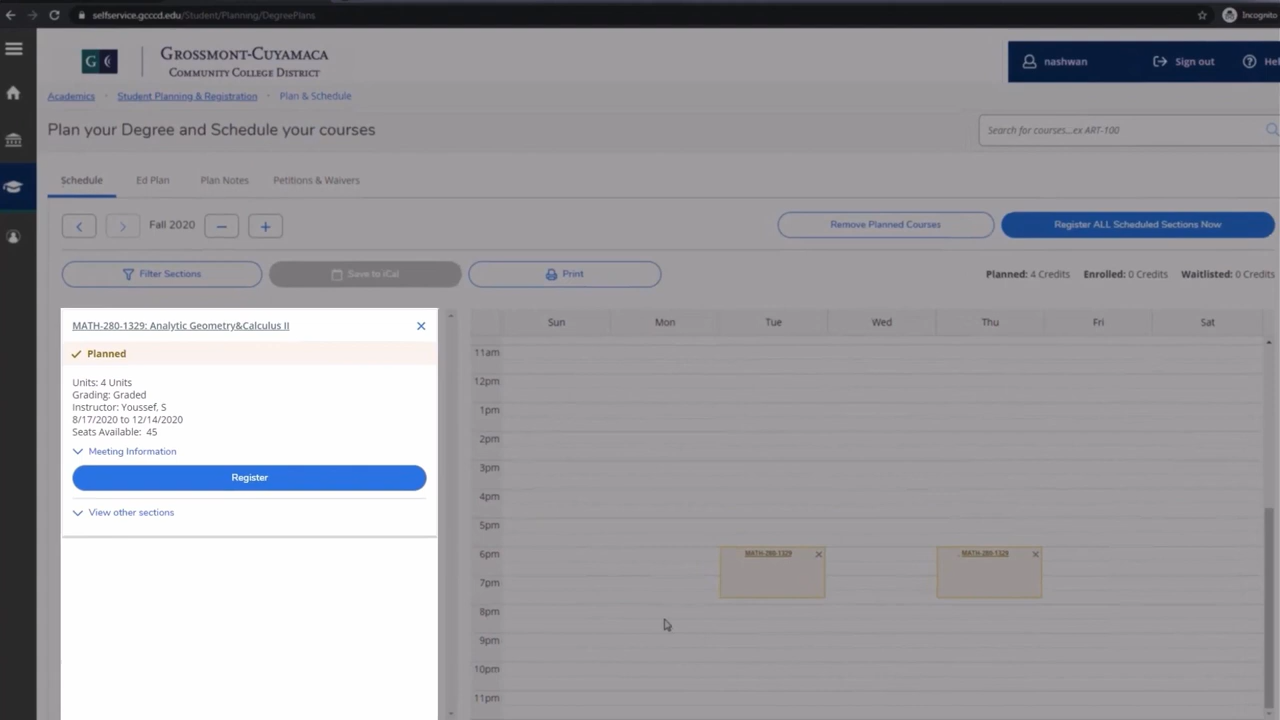 selfservice.gcccd.edu/Student/Planning/DegreePlans
Incognito
GC
GROSSMONT-CUYAMACA
COMMUNITY COLLEGE DISTRICT
nashwan
Sign out
Hel
Academics
Student Planning & Registration
Plan & Schedule
Plan your Degree and Schedule your courses
Search for courses...ex ART-100
Schedule
Ed Plan
Plan Notes
Petitions & Waivers
Fall 2020
Remove Planned Courses
Register ALL Scheduled Sections Now
Filter Sections
Save to iCal
Print
Planned: 4 Credits
Enrolled: 0 Credits
Waitlisted: 0 Credits
MATH-280-1329: Analytic Geometry&Calculus II
Planned
Units: 4 Units
Grading: Graded
Instructor: Youssef, S
8/17/2020 to 12/14/2020
Seats Available: 45
Meeting Information
Register
View other sections
Sun Mon Tue Wed Thu Fri Sat
11am
12pm
1pm
2pm
3pm
4pm
5pm
6pm
MATH-280-1329
MATH-280-1329
7pm
8pm
9pm
10pm
11pm